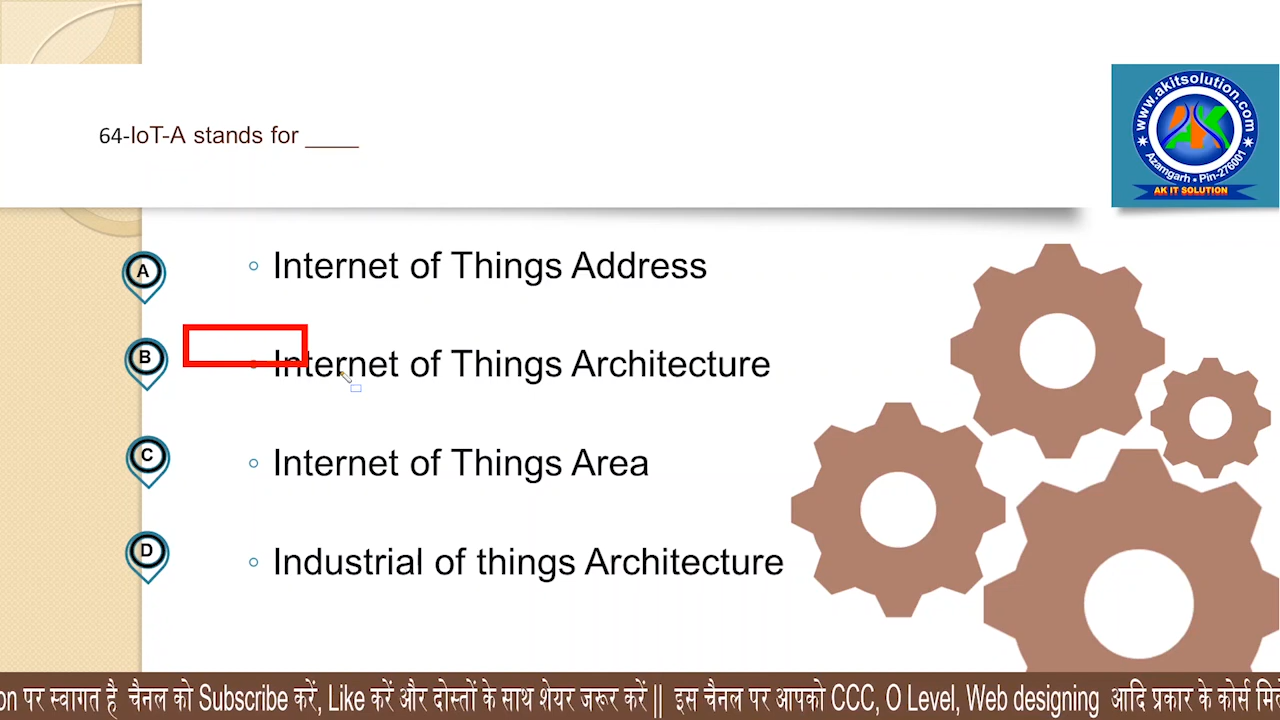 www.akitsolution.com
Azamgarh • Pin-276001
AK IT SOLUTION
64-IoT-A stands for ____
A
Internet of Things Address
B
Internet of Things Architecture
C
Internet of Things Area
D
Industrial of things Architecture
on पर स्वागत है चैनल को Subscribe करें, Like करें और दोस्तों के साथ शेयर जरूर करें || इस चैनल पर आपको CCC, O Level, Web designing आदि प्रकार के कोर्स